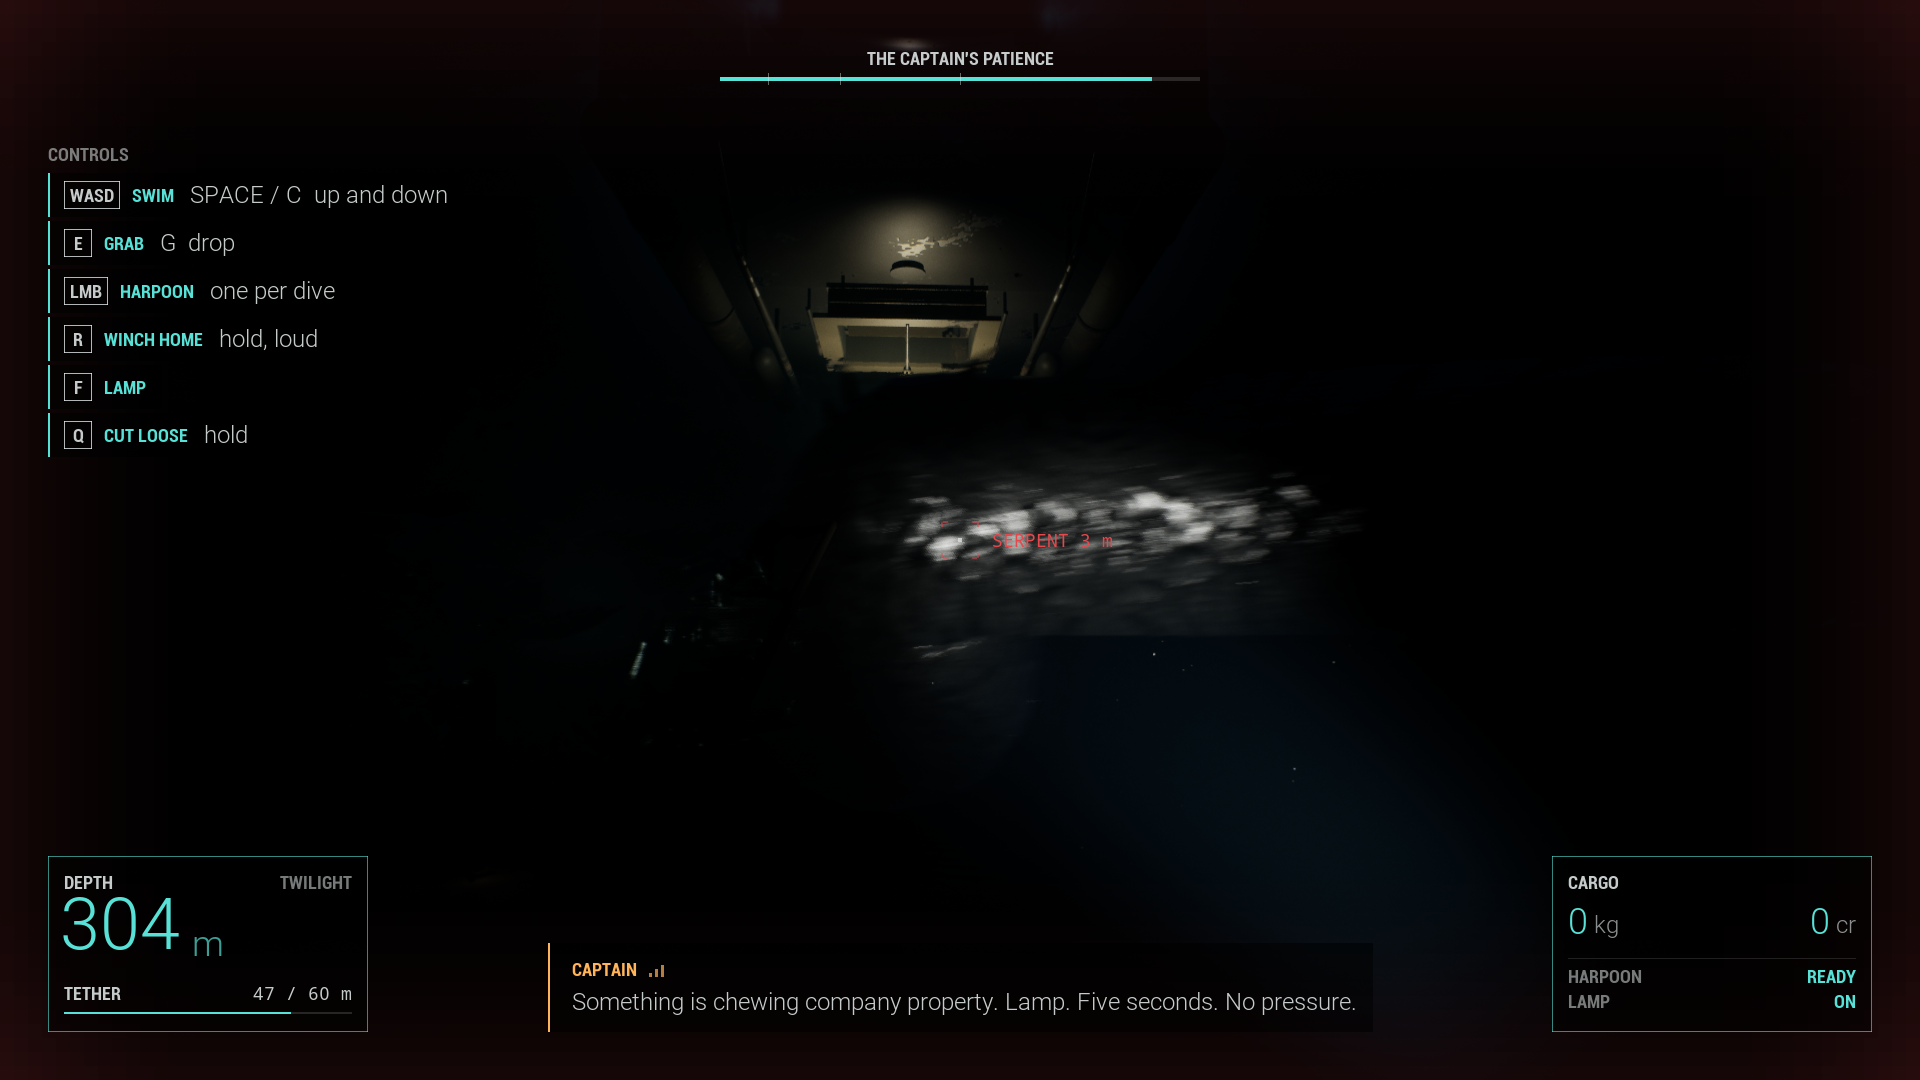 THE CAPTAIN'S PATIENCE
CONTROLS
WASD SWIM SPACE / C up and down
E GRAB G drop
LMB HARPOON one per dive
R WINCH HOME hold, loud
F LAMP
Q CUT LOOSE hold
SERPENT 3 m
DEPTH TWILIGHT
304 m
TETHER 47 / 60 m
CAPTAIN
Something is chewing company property. Lamp. Five seconds. No pressure.
CARGO
0 kg 0 cr
HARPOON READY
LAMP ON